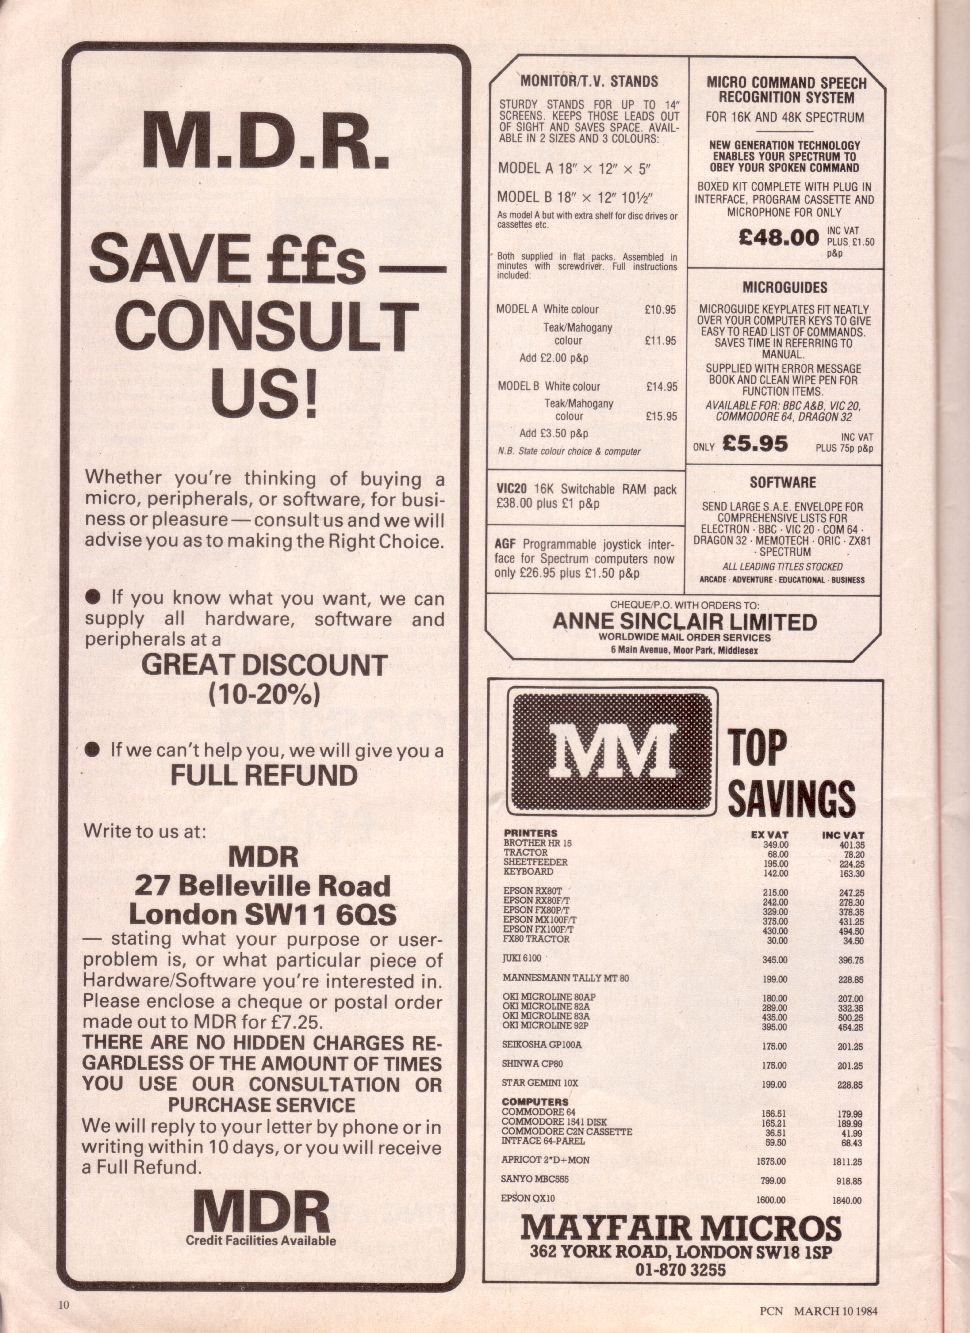 M.D.R.
SAVE ££s —
CONSULT
US!
Whether you're thinking of buying a
micro, peripherals, or software, for busi-
ness or pleasure — consult us and we will
advise you as to making the Right Choice.
● If you know what you want, we can
supply all hardware, software and
peripherals at a
GREAT DISCOUNT
(10-20%)
● If we can't help you, we will give you a
FULL REFUND
Write to us at:
MDR
27 Belleville Road
London SW11 6QS
— stating what your purpose or user-
problem is, or what particular piece of
Hardware/Software you're interested in.
Please enclose a cheque or postal order
made out to MDR for £7.25.
THERE ARE NO HIDDEN CHARGES RE-
GARDLESS OF THE AMOUNT OF TIMES
YOU USE OUR CONSULTATION OR
PURCHASE SERVICE
We will reply to your letter by phone or in
writing within 10 days, or you will receive
a Full Refund.
MDR
Credit Facilities Available
MONITOR/T.V. STANDS
STURDY STANDS FOR UP TO 14"
SCREENS. KEEPS THOSE LEADS OUT
OF SIGHT AND SAVES SPACE. AVAIL-
ABLE IN 2 SIZES AND 3 COLOURS:
MODEL A 18" × 12" × 5"
MODEL B 18" × 12" 10½"
As model A but with extra shelf for disc drives or
cassettes etc.
Both supplied in flat packs. Assembled in
minutes with screwdriver. Full instructions
included:
MODEL A White colour £10.95
Teak/Mahogany
colour £11.95
Add £2.00 p&p
MODEL B White colour £14.95
Teak/Mahogany
colour £15.95
Add £3.50 p&p
N.B. State colour choice & computer
VIC20 16K Switchable RAM pack
£38.00 plus £1 p&p
AGF Programmable joystick inter-
face for Spectrum computers now
only £26.95 plus £1.50 p&p
MICRO COMMAND SPEECH
RECOGNITION SYSTEM
FOR 16K AND 48K SPECTRUM
NEW GENERATION TECHNOLOGY
ENABLES YOUR SPECTRUM TO
OBEY YOUR SPOKEN COMMAND
BOXED KIT COMPLETE WITH PLUG IN
INTERFACE, PROGRAM CASSETTE AND
MICROPHONE FOR ONLY
£48.00 INC VAT
PLUS £1.50
p&p
MICROGUIDES
MICROGUIDE KEYPLATES FIT NEATLY
OVER YOUR COMPUTER KEYS TO GIVE
EASY TO READ LIST OF COMMANDS.
SAVES TIME IN REFERRING TO
MANUAL.
SUPPLIED WITH ERROR MESSAGE
BOOK AND CLEAN WIPE PEN FOR
FUNCTION ITEMS.
AVAILABLE FOR: BBC A&B, VIC 20,
COMMODORE 64, DRAGON 32
ONLY £5.95 INC VAT
PLUS 75p p&p
SOFTWARE
SEND LARGE S.A.E. ENVELOPE FOR
COMPREHENSIVE LISTS FOR
ELECTRON · BBC · VIC 20 · COM 64 ·
DRAGON 32 · MEMOTECH · ORIC · ZX81
· SPECTRUM
ALL LEADING TITLES STOCKED
ARCADE · ADVENTURE · EDUCATIONAL · BUSINESS
CHEQUE/P.O. WITH ORDERS TO:
ANNE SINCLAIR LIMITED
WORLDWIDE MAIL ORDER SERVICES
6 Main Avenue, Moor Park, Middlesex
MM
TOP
SAVINGS
PRINTERS EX VAT INC VAT
BROTHER HR 15 349.00 401.35
TRACTOR 68.00 78.20
SHEETFEEDER 195.00 224.25
KEYBOARD 142.00 163.30
EPSON RX80T 215.00 247.25
EPSON RX80F/T 242.00 278.30
EPSON FX80F/T 329.00 378.35
EPSON MX100F/T 375.00 431.25
EPSON FX100F/T 430.00 494.50
FX80 TRACTOR 30.00 34.50
JUKI 6100 345.00 396.75
MANNESMANN TALLY MT 80 199.00 228.85
OKI MICROLINE 80AP 180.00 207.00
OKI MICROLINE 82A 289.00 332.35
OKI MICROLINE 83A 435.00 500.25
OKI MICROLINE 92P 395.00 454.25
SEIKOSHA GP100A 175.00 201.25
SHINWA CP80 175.00 201.25
STAR GEMINI 10X 199.00 228.85
COMPUTERS
COMMODORE 64 156.51 179.99
COMMODORE 1541 DISK 165.21 189.99
COMMODORE C2N CASSETTE 36.51 41.99
INTFACE 64-PAREL 59.50 68.43
APRICOT 2*D+MON 1575.00 1811.25
SANYO MBC555 799.00 918.85
EPSON QX10 1600.00 1840.00
MAYFAIR MICROS
362 YORK ROAD, LONDON SW18 1SP
01-870 3255
10
PCN MARCH 10 1984